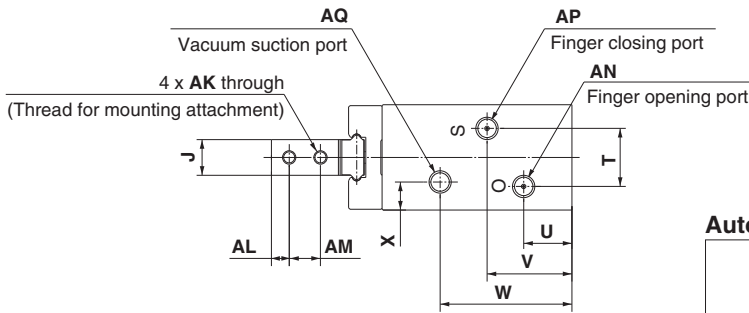 AQ
Vacuum suction port
AP
Finger closing port
4 x AK through
(Thread for mounting attachment)
AN
Finger opening port
S
O
J
T
X
U
AL
AM
V
W
Auto